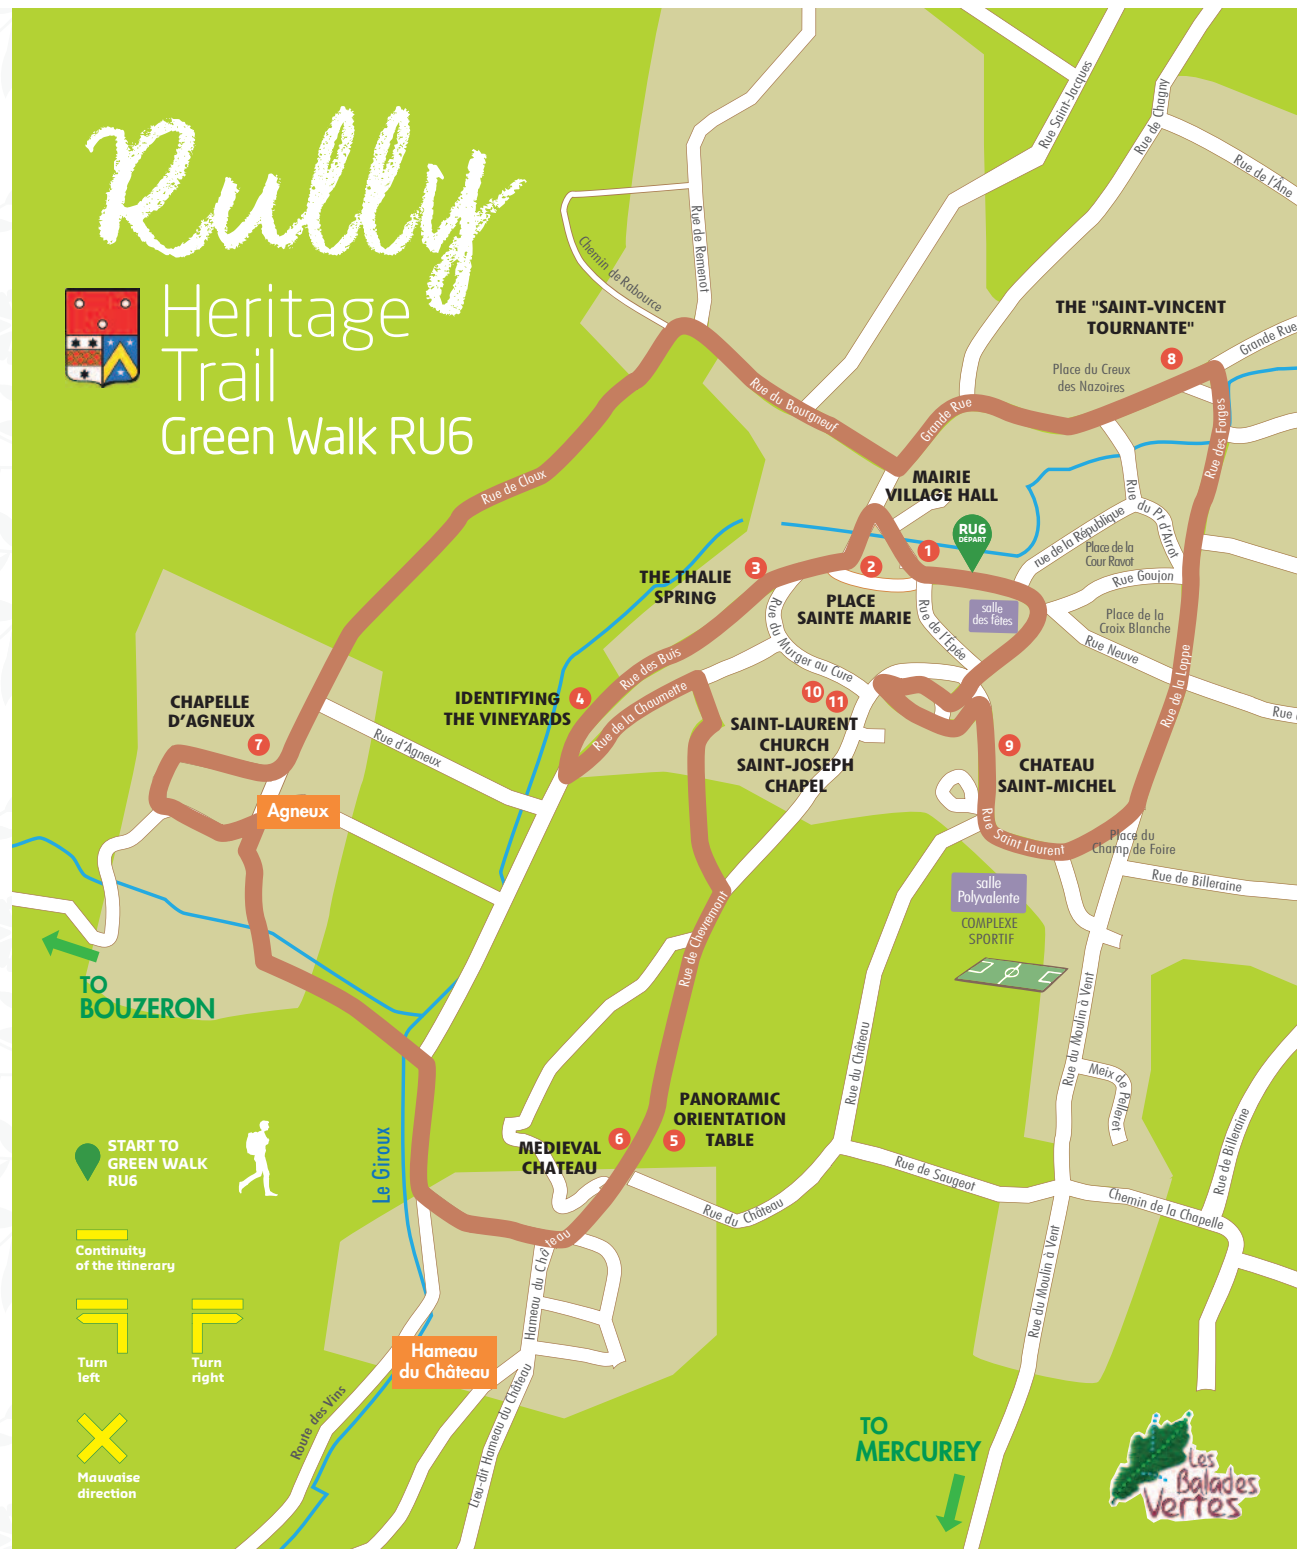 Rully
Heritage
Trail
Green Walk RU6
Rue Saint-Jacques
Rue de Chagny
Rue de l'Âne
Rue de Remenot
Chemin de Rabource
THE "SAINT-VINCENT
TOURNANTE"
8
Grande Rue
Place du Creux
des Nazoires
Rue du Bourgneuf
Grande Rue
Rue des Forges
Rue de Cloux
MAIRIE
VILLAGE HALL
RU6
DÉPART
1
2
3
Rue du Pt d'Arrot
rue de la République
Place de la
Cour Ravot
Rue Goujon
THE THALIE
SPRING
PLACE
SAINTE MARIE
salle
des fêtes
Place de la
Croix Blanche
Rue Neuve
Rue de l'Epée
Rue du Murger au Cure
Rue des Buis
Rue de la Chaumette
Rue de la Loppe
Rue
IDENTIFYING
THE VINEYARDS
4
10
11
SAINT-LAURENT
CHURCH
SAINT-JOSEPH
CHAPEL
9
CHATEAU
SAINT-MICHEL
CHAPELLE
D'AGNEUX
7
Rue d'Agneux
Agneux
Rue Saint Laurent
Place du
Champ de Foire
Rue de Billeraine
salle
Polyvalente
COMPLEXE
SPORTIF
Rue de Chevremont
TO
BOUZERON
Rue du Château
Rue du Moulin à Vent
Meix de Pelleret
Rue de Billeraine
PANORAMIC
ORIENTATION
TABLE
5
6
MEDIEVAL
CHATEAU
START TO
GREEN WALK
RU6
Le Giroux
Rue de Saugeot
Chemin de la Chapelle
Rue du Château
Hameau du Château
Rue du Moulin à Vent
Continuity
of the itinerary
Turn
left
Turn
right
Hameau
du Château
Route des Vins
Lieu-dit Hameau du Château
Mauvaise
direction
TO
MERCUREY
Les
Balades
Vertes